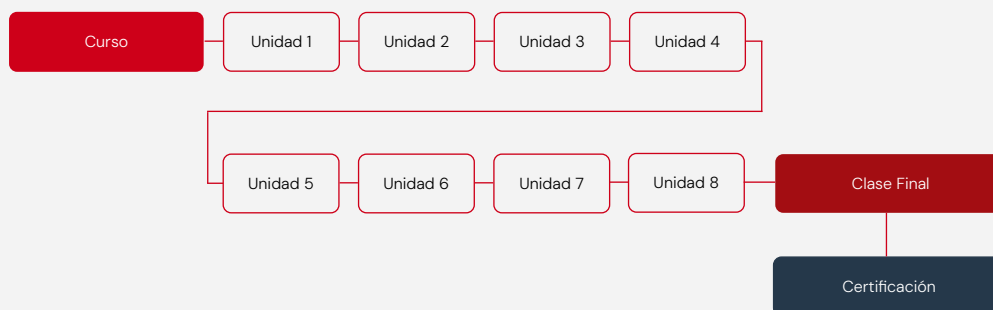 Curso
Unidad 1
Unidad 2
Unidad 3
Unidad 4
Unidad 5
Unidad 6
Unidad 7
Unidad 8
Clase Final
Certificación